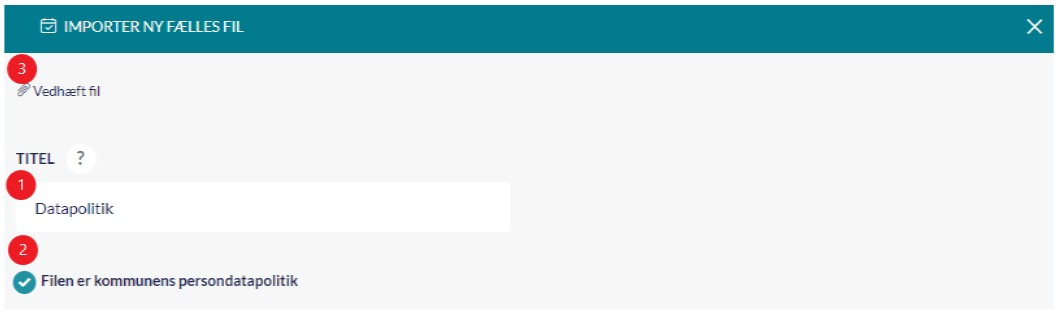 IMPORTER NY FÆLLES FIL
3
Vedhæft fil
TITEL ?
1
Datapolitik
2
Filen er kommunens persondatapolitik